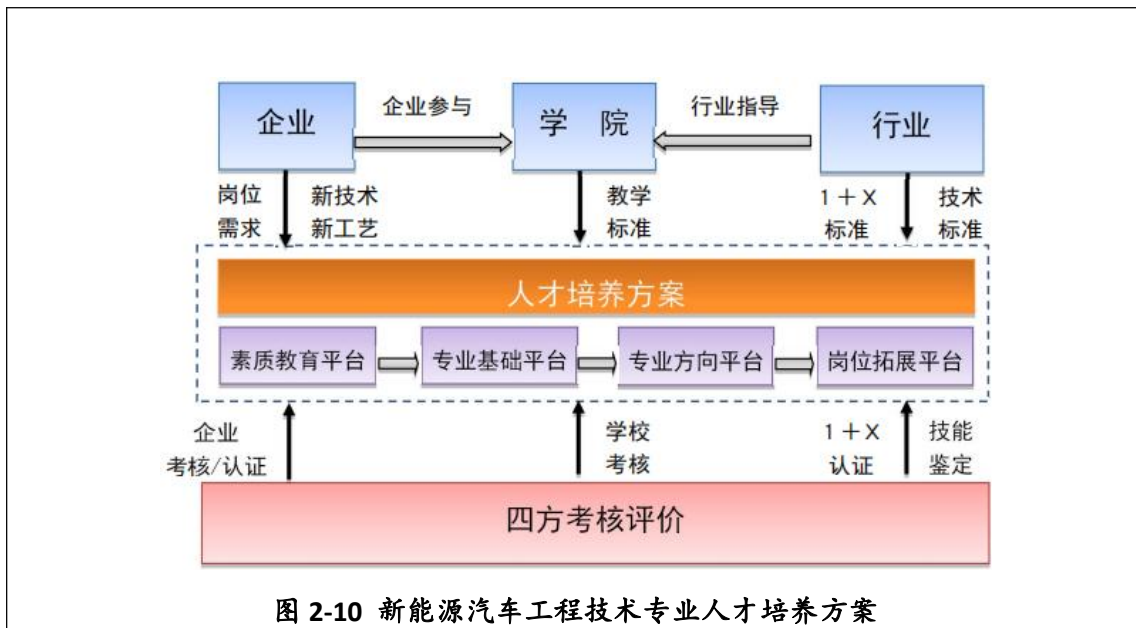 企业
企业参与
学 院
行业指导
行业
岗位
需求
新技术
新工艺
教学
标准
1+X
标准
技术
标准
人才培养方案
素质教育平台
专业基础平台
专业方向平台
岗位拓展平台
企业
考核/认证
学校
考核
1+X
认证
技能
鉴定
四方考核评价
图 2-10 新能源汽车工程技术专业人才培养方案